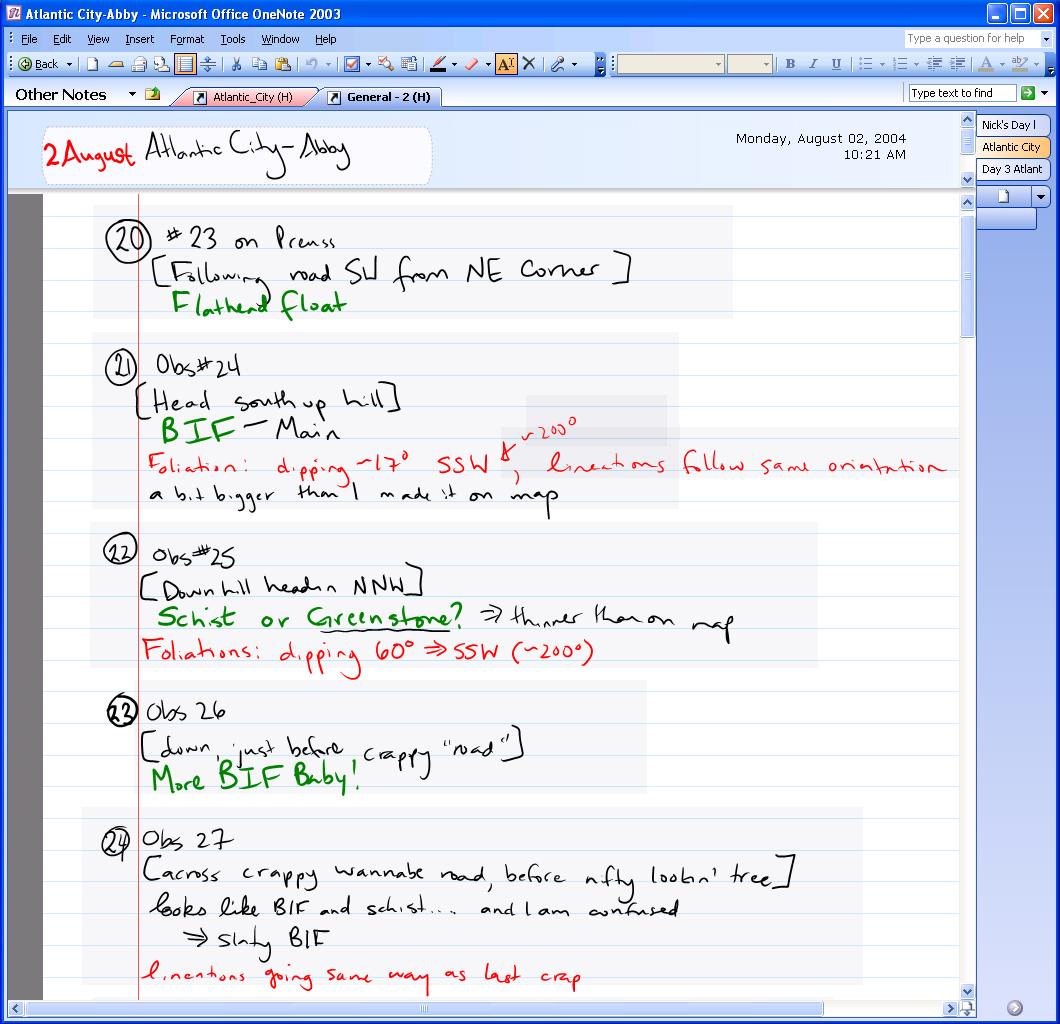 Atlantic City-Abby - Microsoft Office OneNote 2003
File Edit View Insert Format Tools Window Help
Type a question for help
Back
A
B I U
A
ab
Other Notes
Atlantic_City (H)
General - 2 (H)
Type text to find
2 August Atlantic City-Abby
Monday, August 02, 2004
10:21 AM
Nick's Day I
Atlantic City
Day 3 Atlant
20 #23 on Preuss
[Following road SW from NE Corner]
Flathead float
21 Obs#24
[Head south up hill]
BIF - Main
~200°
Foliation: dipping ~17° SSW, lineations follow same orientation
a bit bigger than I made it on map
22 Obs#25
[Downhill headin NNW]
Schist or Greenstone? ⇒ thinner than on map
Foliations: dipping 60° ⇒ SSW (~200°)
23 Obs 26
[down, just before crappy "road"]
More BIF Baby!
24 Obs 27
[across crappy wannabe road, before nifty lookin' tree]
looks like BIF and schist.... and I am confused
⇒ slaty BIF
lineations going same way as last crap